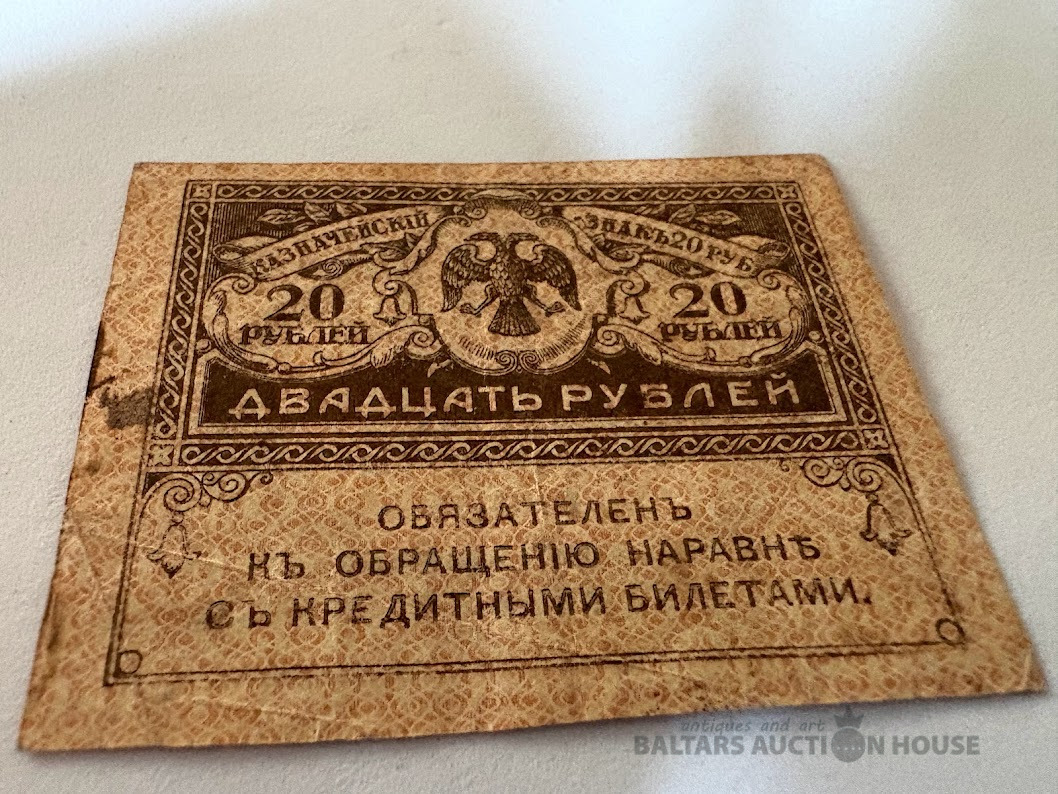 КАЗНАЧЕЙСКІЙ ЗНАКЪ 20 РУБ.
20 20
РУБЛЕЙ РУБЛЕЙ
ДВАДЦАТЬ РУБЛЕЙ
ОБЯЗАТЕЛЕНЪ
КЪ ОБРАЩЕНІЮ НАРАВНѢ
СЪ КРЕДИТНЫМИ БИЛЕТАМИ.
antiques and art
BALTARS AUCTION HOUSE